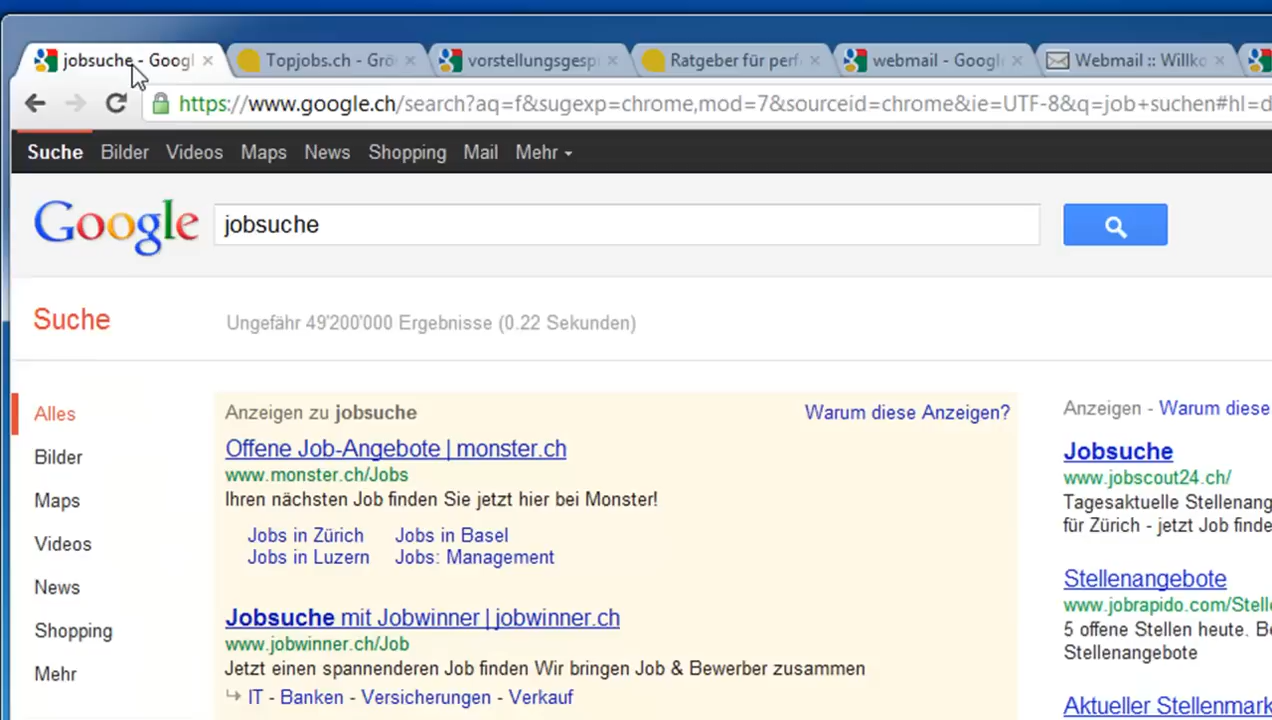 jobsuche - Googl
Topjobs.ch - Grö
vorstellungsgesp
Ratgeber für perf
webmail - Google
Webmail :: Willko
https://www.google.ch/search?aq=f&sugexp=chrome,mod=7&sourceid=chrome&ie=UTF-8&q=job+suchen#hl=d
Suche Bilder Videos Maps News Shopping Mail Mehr
Google
jobsuche
Suche
Ungefähr 49'200'000 Ergebnisse (0.22 Sekunden)
Alles
Bilder
Maps
Videos
News
Shopping
Mehr
Anzeigen zu jobsuche
Warum diese Anzeigen?
Offene Job-Angebote | monster.ch
www.monster.ch/Jobs
Ihren nächsten Job finden Sie jetzt hier bei Monster!
Jobs in Zürich Jobs in Basel
Jobs in Luzern Jobs: Management
Jobsuche mit Jobwinner | jobwinner.ch
www.jobwinner.ch/Job
Jetzt einen spannenderen Job finden Wir bringen Job & Bewerber zusammen
IT - Banken - Versicherungen - Verkauf
Anzeigen - Warum diese
Jobsuche
www.jobscout24.ch/
Tagesaktuelle Stellenang
für Zürich - jetzt Job finde
Stellenangebote
www.jobrapido.com/Stell
5 offene Stellen heute. Be
Stellenangebote
Aktueller Stellenmark